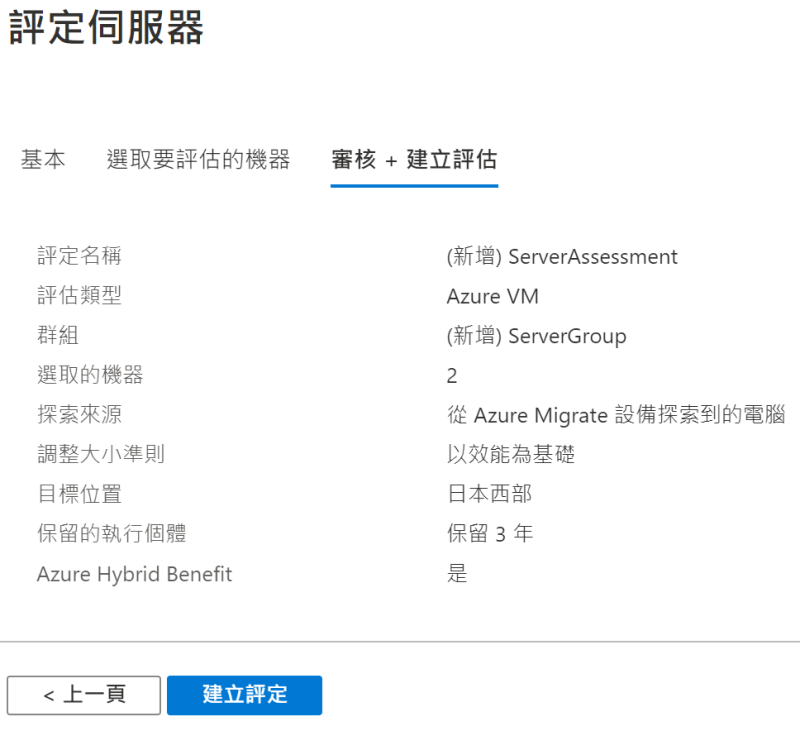 評定伺服器
基本 選取要評估的機器 審核 + 建立評估
評定名稱 (新增) ServerAssessment
評估類型 Azure VM
群組 (新增) ServerGroup
選取的機器 2
探索來源 從 Azure Migrate 設備探索到的電腦
調整大小準則 以效能為基礎
目標位置 日本西部
保留的執行個體 保留 3 年
Azure Hybrid Benefit 是
< 上一頁 建立評定